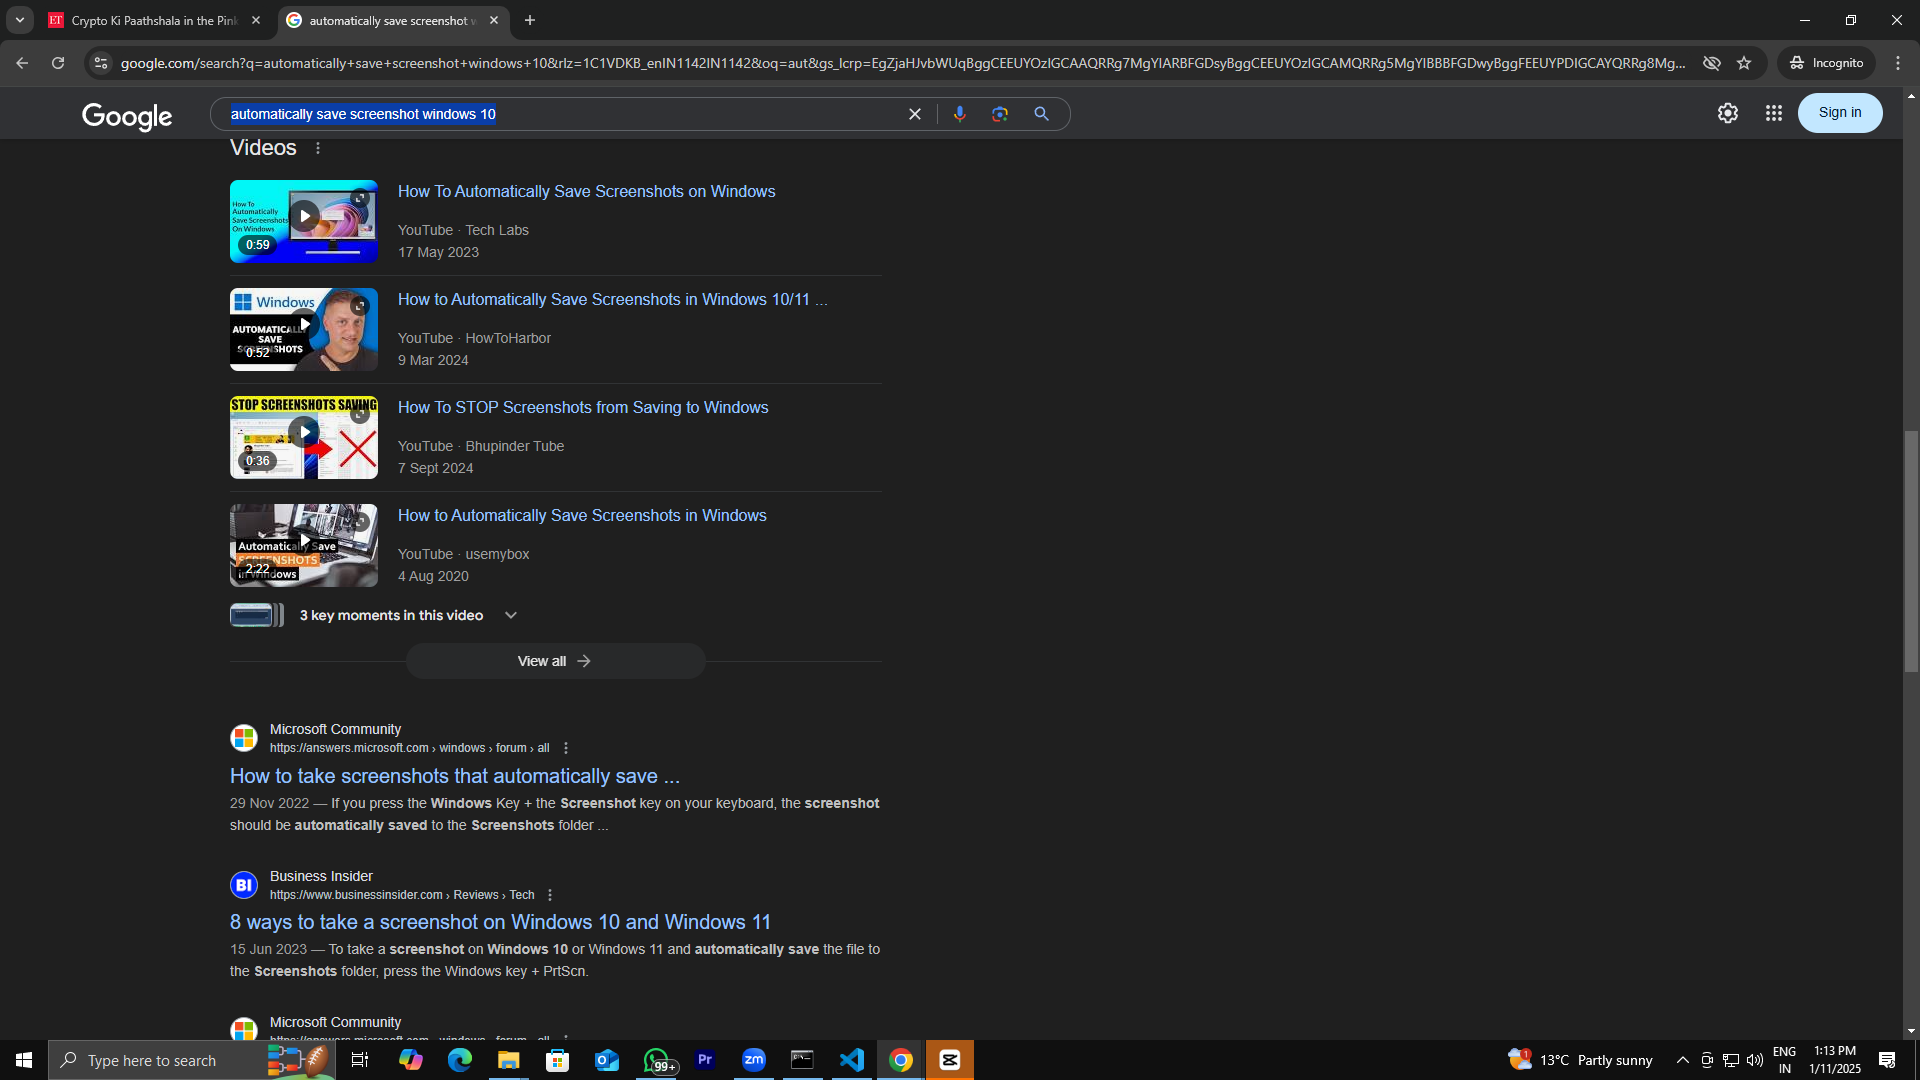 Crypto Ki Paathshala in the Pink
automatically save screenshot w
google.com/search?q=automatically+save+screenshot+windows+10&rlz=1C1VDKB_enIN1142IN1142&oq=aut&gs_lcrp=EgZjaHJvbWUqBggCEEUYOzIGCAAQRRg7MgYIARBFGDsyBggCEEUYOzIGCAMQRRg5MgYIBBBFGDwyBggFEEUYPDIGCAYQRRg8Mg...
Incognito
Google
automatically save screenshot windows 10
Sign in
Videos
How To Automatically Save Screenshots On Windows
0:59
How To Automatically Save Screenshots on Windows
YouTube · Tech Labs
17 May 2023
Windows
AUTOMATICALLY
SAVE
SCREENSHOTS
0:52
How to Automatically Save Screenshots in Windows 10/11 ...
YouTube · HowToHarbor
9 Mar 2024
STOP SCREENSHOTS SAVING
0:36
How To STOP Screenshots from Saving to Windows
YouTube · Bhupinder Tube
7 Sept 2024
Automatically Save
SCREENSHOTS
in Windows
2:22
How to Automatically Save Screenshots in Windows
YouTube · usemybox
4 Aug 2020
3 key moments in this video
View all
Microsoft Community
https://answers.microsoft.com › windows › forum › all
How to take screenshots that automatically save ...
29 Nov 2022 — If you press the Windows Key + the Screenshot key on your keyboard, the screenshot
should be automatically saved to the Screenshots folder ...
BI
Business Insider
https://www.businessinsider.com › Reviews › Tech
8 ways to take a screenshot on Windows 10 and Windows 11
15 Jun 2023 — To take a screenshot on Windows 10 or Windows 11 and automatically save the file to
the Screenshots folder, press the Windows key + PrtScn.
Microsoft Community
https://answers.microsoft.com › windows › forum › all
Type here to search
99+
Pr
zm
1
13°C Partly sunny
ENG
IN
1:13 PM
1/11/2025